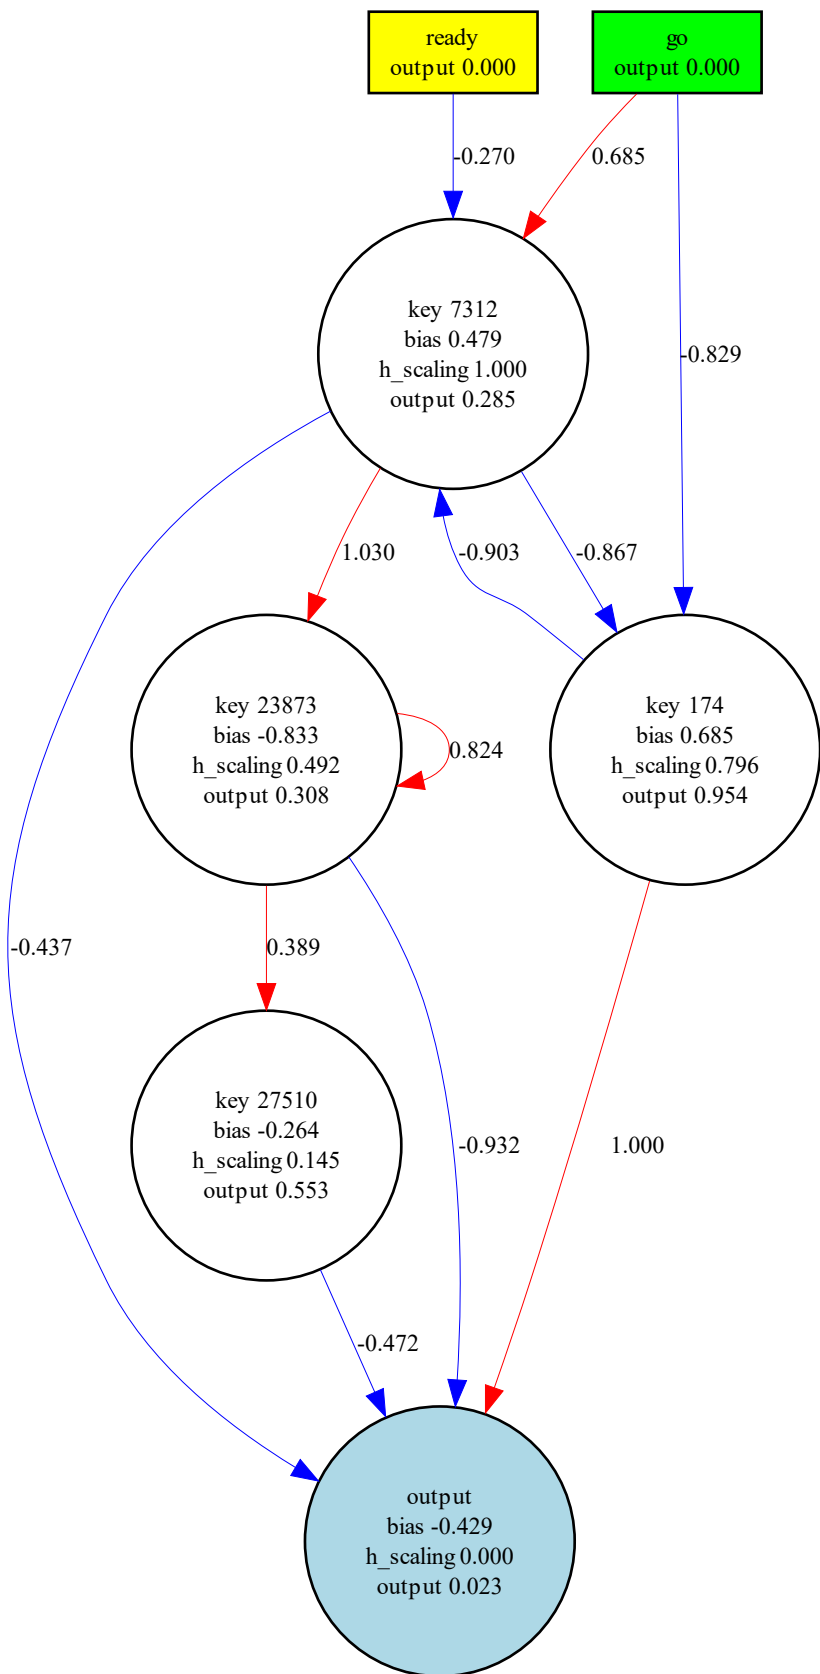 ready
output 0.000
go
output 0.000
-0.270
0.685
key 7312
bias 0.479
h_scaling 1.000
output 0.285
-0.829
1.030
-0.903
-0.867
key 23873
bias -0.833
h_scaling 0.492
output 0.308
0.824
key 174
bias 0.685
h_scaling 0.796
output 0.954
-0.437
0.389
key 27510
bias -0.264
h_scaling 0.145
output 0.553
-0.932
1.000
-0.472
output
bias -0.429
h_scaling 0.000
output 0.023